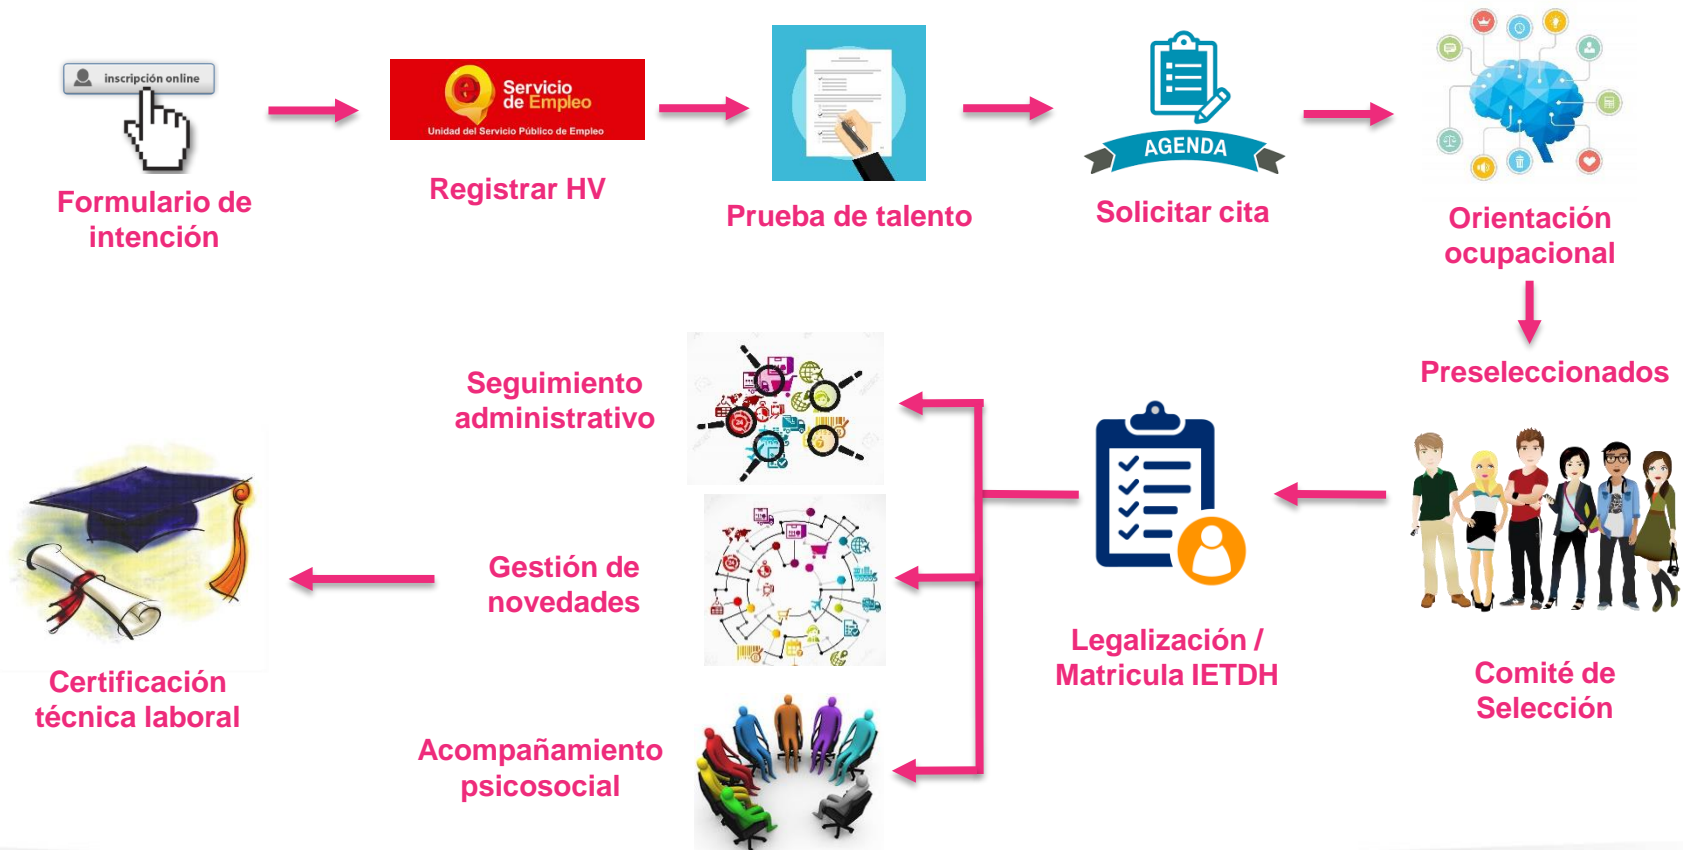 inscripción online
Formulario de
intención
e
Servicio
de Empleo
Unidad del Servicio Público de Empleo
Registrar HV
Prueba de talento
AGENDA
Solicitar cita
Orientación
ocupacional
Preseleccionados
Comité de
Selección
Legalización /
Matricula IETDH
Seguimiento
administrativo
24
Gestión de
novedades
24
Acompañamiento
psicosocial
Certificación
técnica laboral